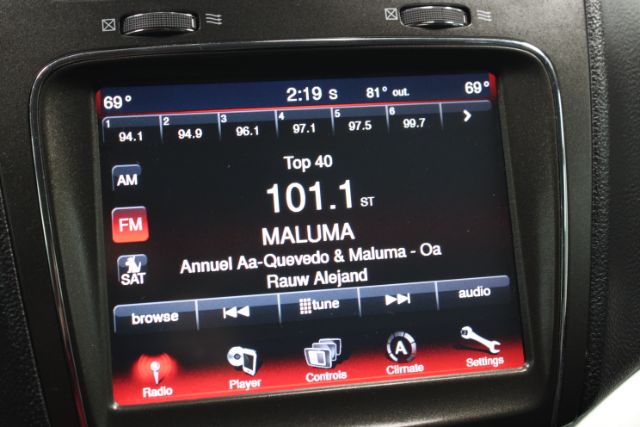 69° 2:19 S 81° out. 69°
1 2 3 4 5 6
94.1 94.9 96.1 97.1 97.5 99.7
Top 40
AM
101.1 ST
FM
MALUMA
Annuel Aa-Quevedo & Maluma - Oa
Rauw Alejand
SAT
browse tune audio
Radio Player Controls Climate Settings